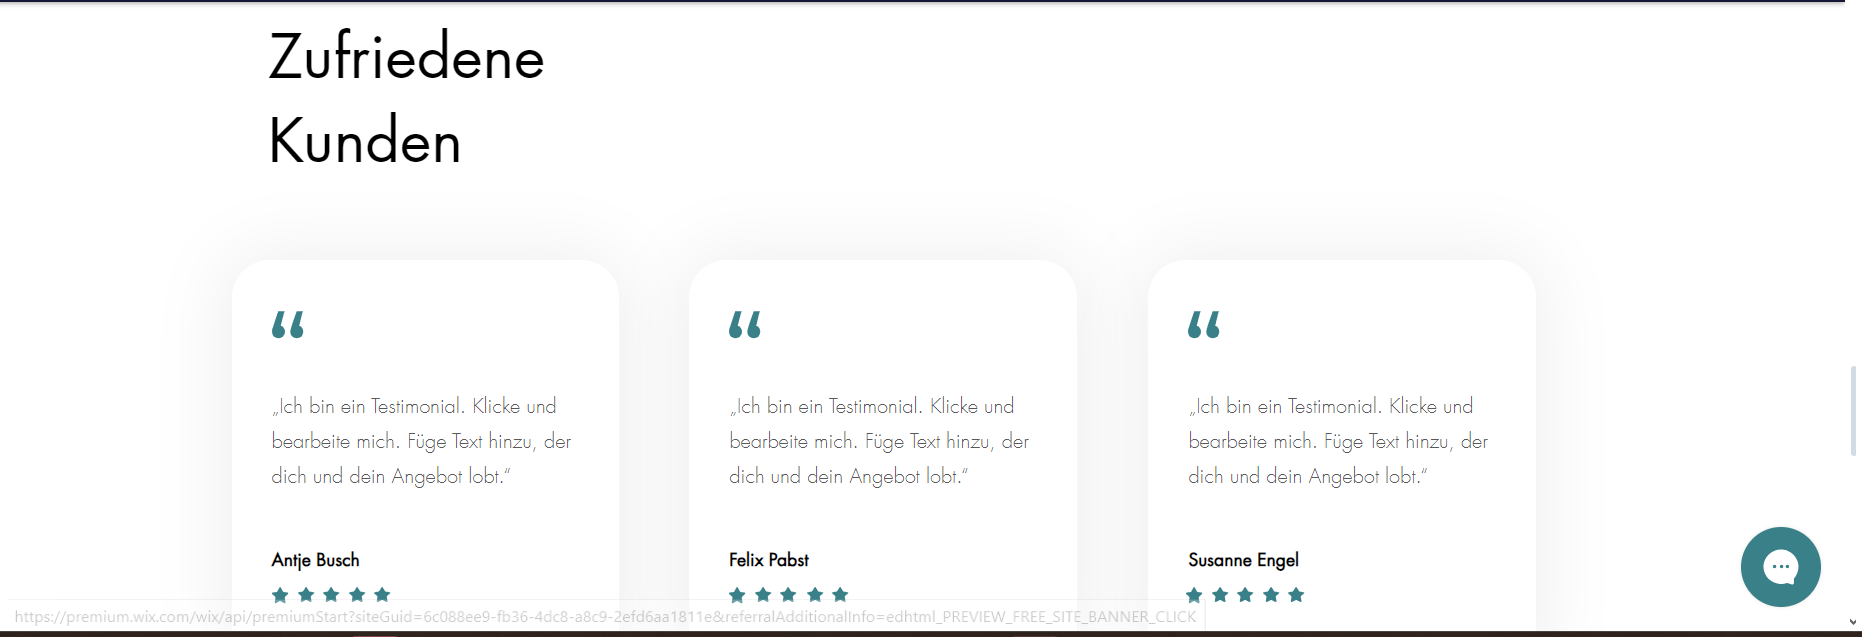 Zufriedene
Kunden
“
“
“
„Ich bin ein Testimonial. Klicke und
bearbeite mich. Füge Text hinzu, der
dich und dein Angebot lobt.“
„Ich bin ein Testimonial. Klicke und
bearbeite mich. Füge Text hinzu, der
dich und dein Angebot lobt.“
„Ich bin ein Testimonial. Klicke und
bearbeite mich. Füge Text hinzu, der
dich und dein Angebot lobt.“
Antje Busch
Felix Pabst
Susanne Engel
https://premium.wix.com/wix/api/premiumStart?siteGuid=6c088ee9-fb36-4dc8-a8c9-2efd6aa1811e&referralAdditionalInfo=edhtml_PREVIEW_FREE_SITE_BANNER_CLICK